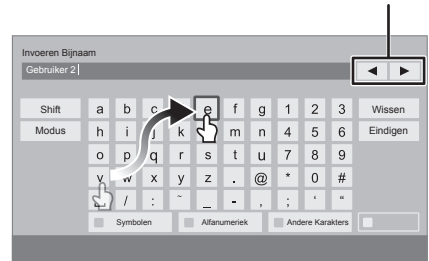 Invoeren Bijnaam
Gebruiker 2
◄ ►
Shift a b c e f g 1 2 3 Wissen
Modus h i j k m n 4 5 6 Eindigen
o p q r s t u 7 8 9
v w x y z . @ * 0 #
/ : ~ _ - , ; ‘ “
Symbolen Alfanumeriek Andere Karakters